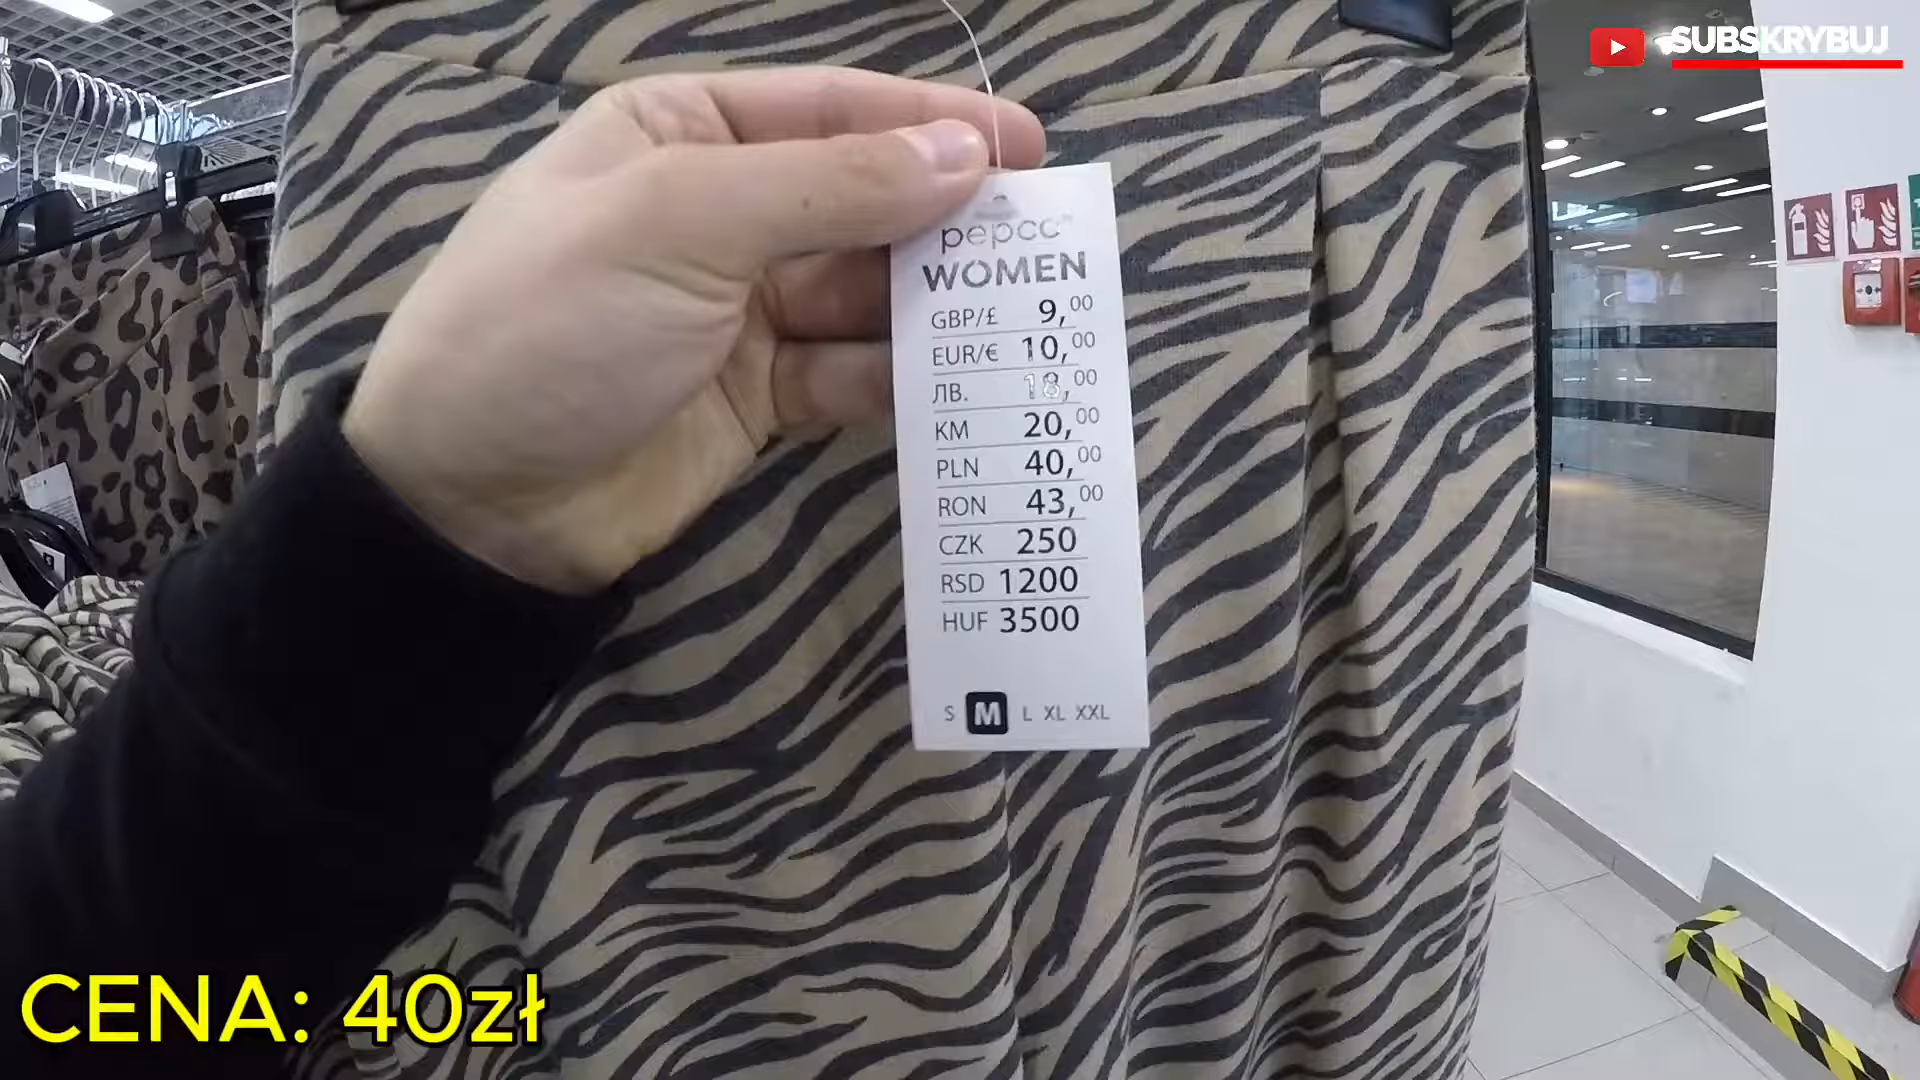 SUBSKRYBUJ
pepco
WOMEN
GBP/£ 9,00
EUR/€ 10,00
ЛВ. 18,00
KM 20,00
PLN 40,00
RON 43,00
CZK 250
RSD 1200
HUF 3500
S M L XL XXL
CENA: 40zł